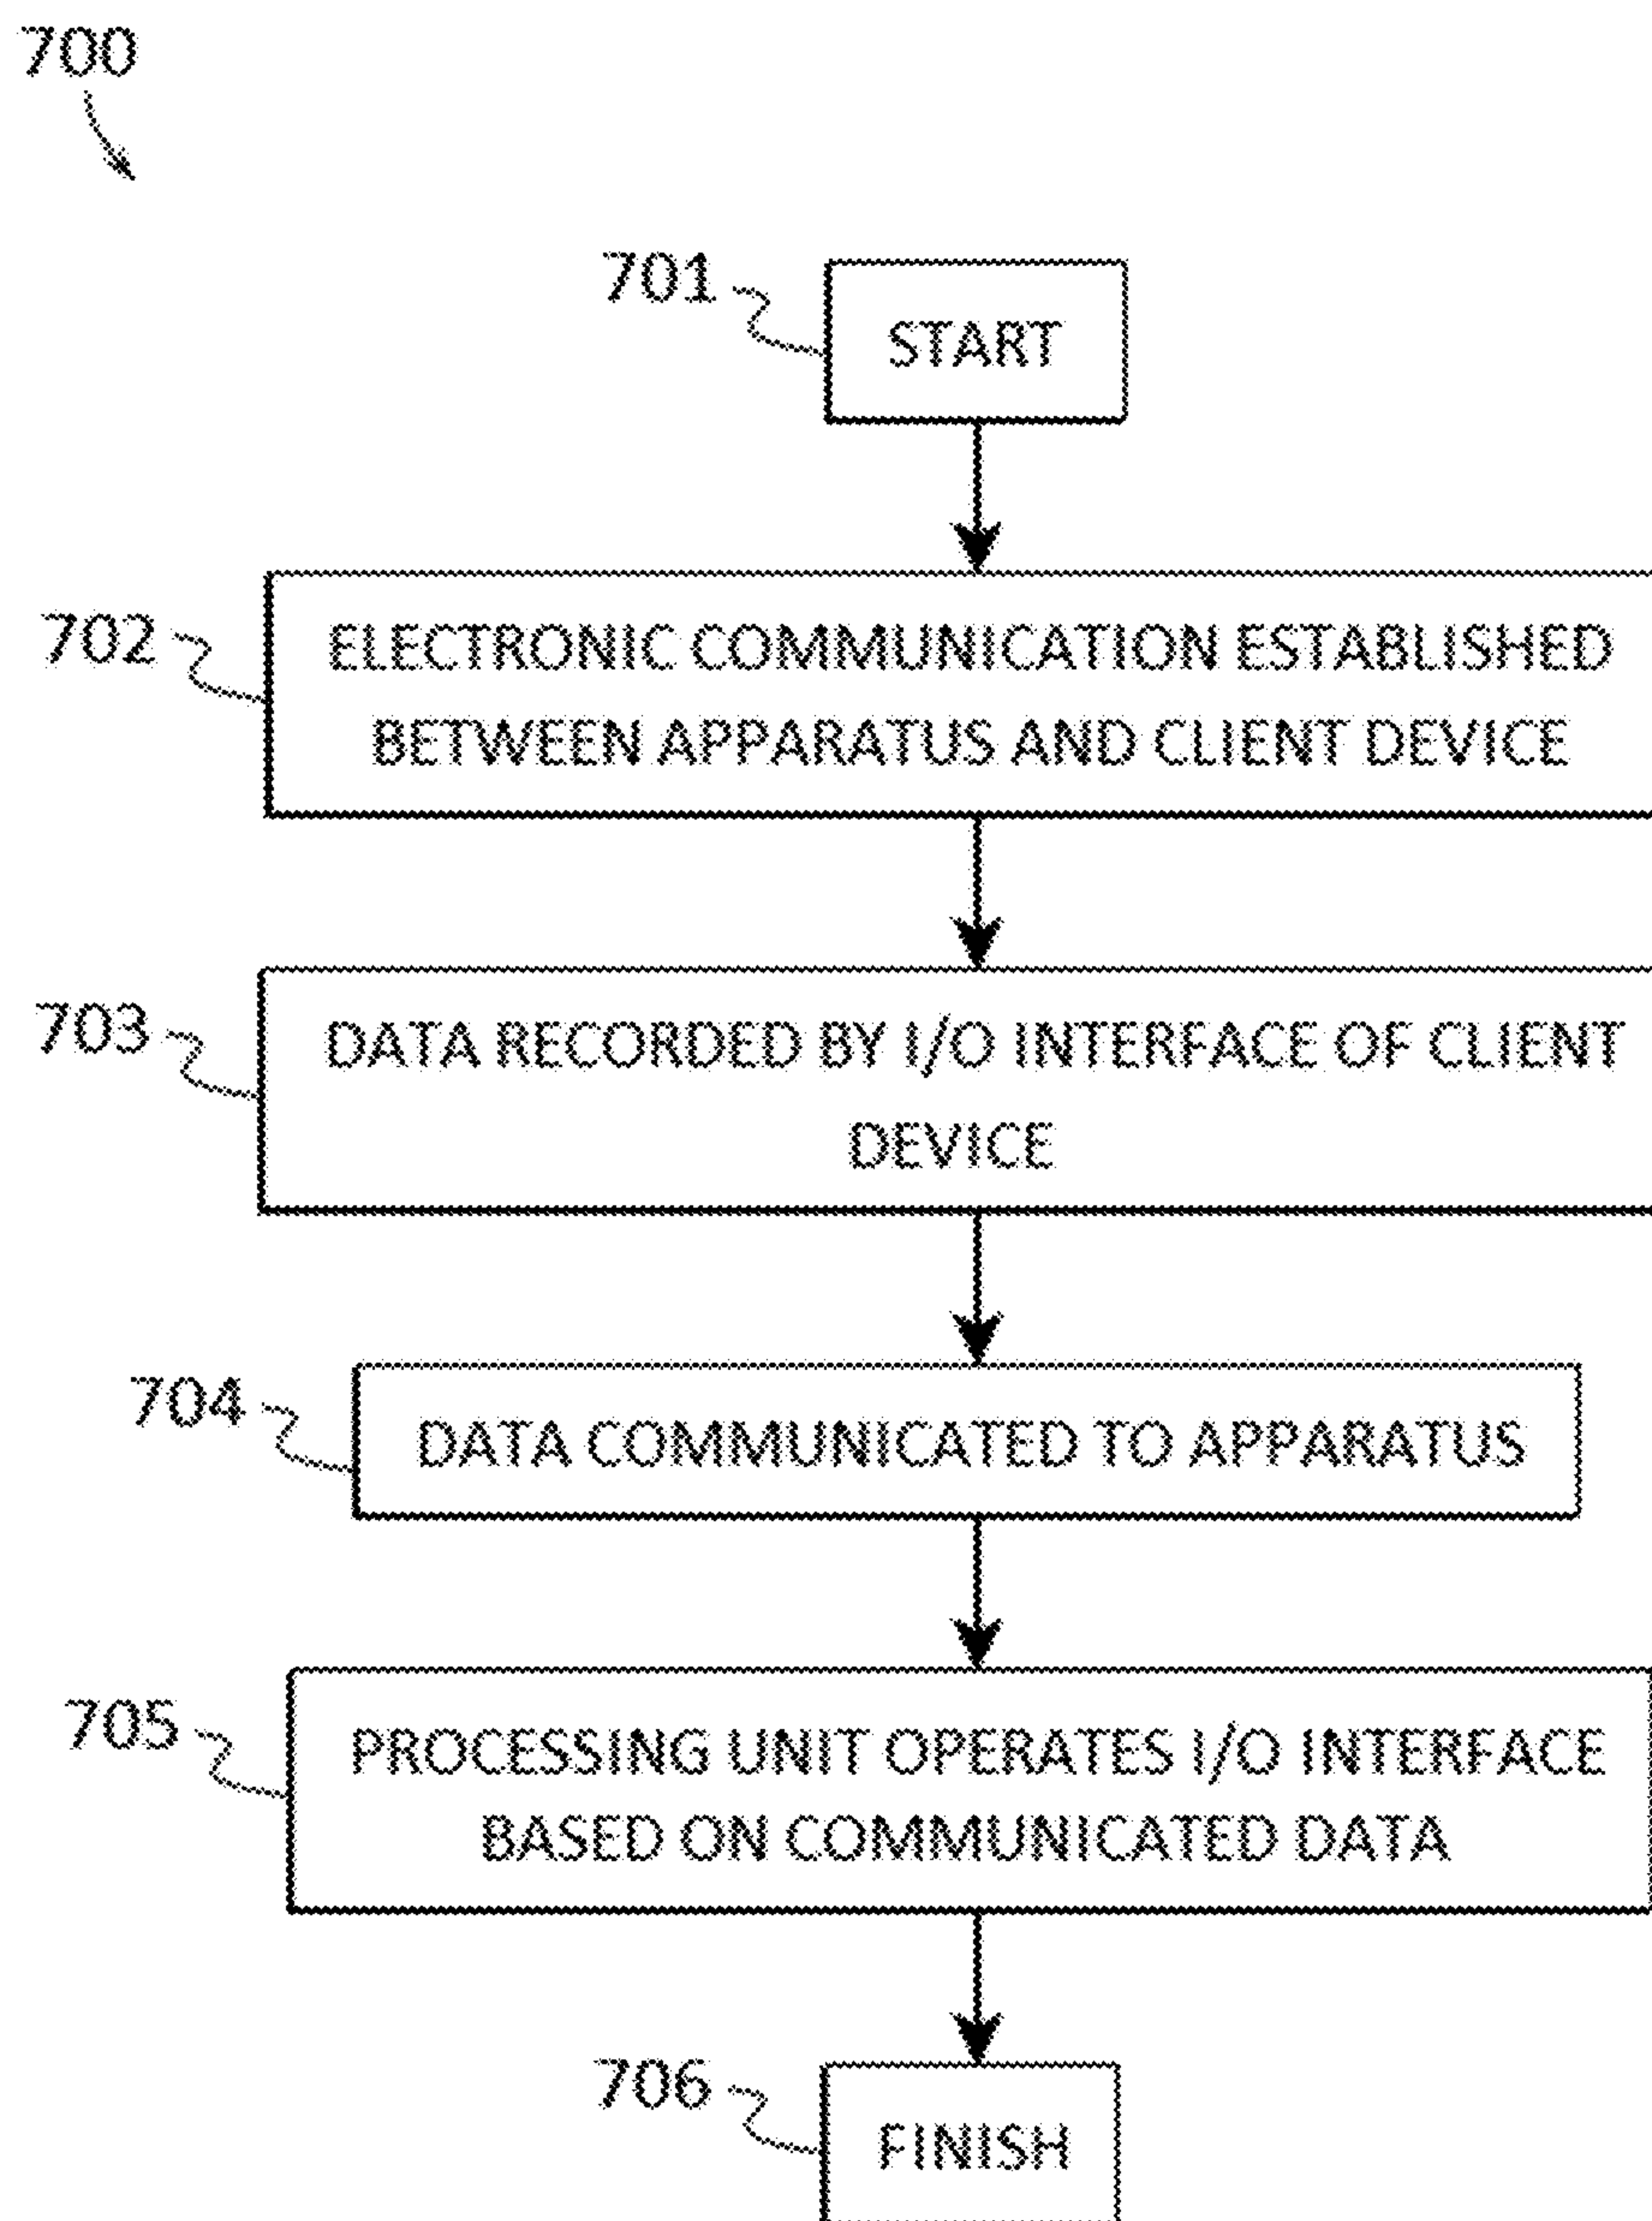 700
701
START
702
ELECTRONIC COMMUNICATION ESTABLISHED
BETWEEN APPARATUS AND CLIENT DEVICE
703
DATA RECORDED BY I/O INTERFACE OF CLIENT
DEVICE
704
DATA COMMUNICATED TO APPARATUS
705
PROCESSING UNIT OPERATES I/O INTERFACE
BASED ON COMMUNICATED DATA
706
FINISH